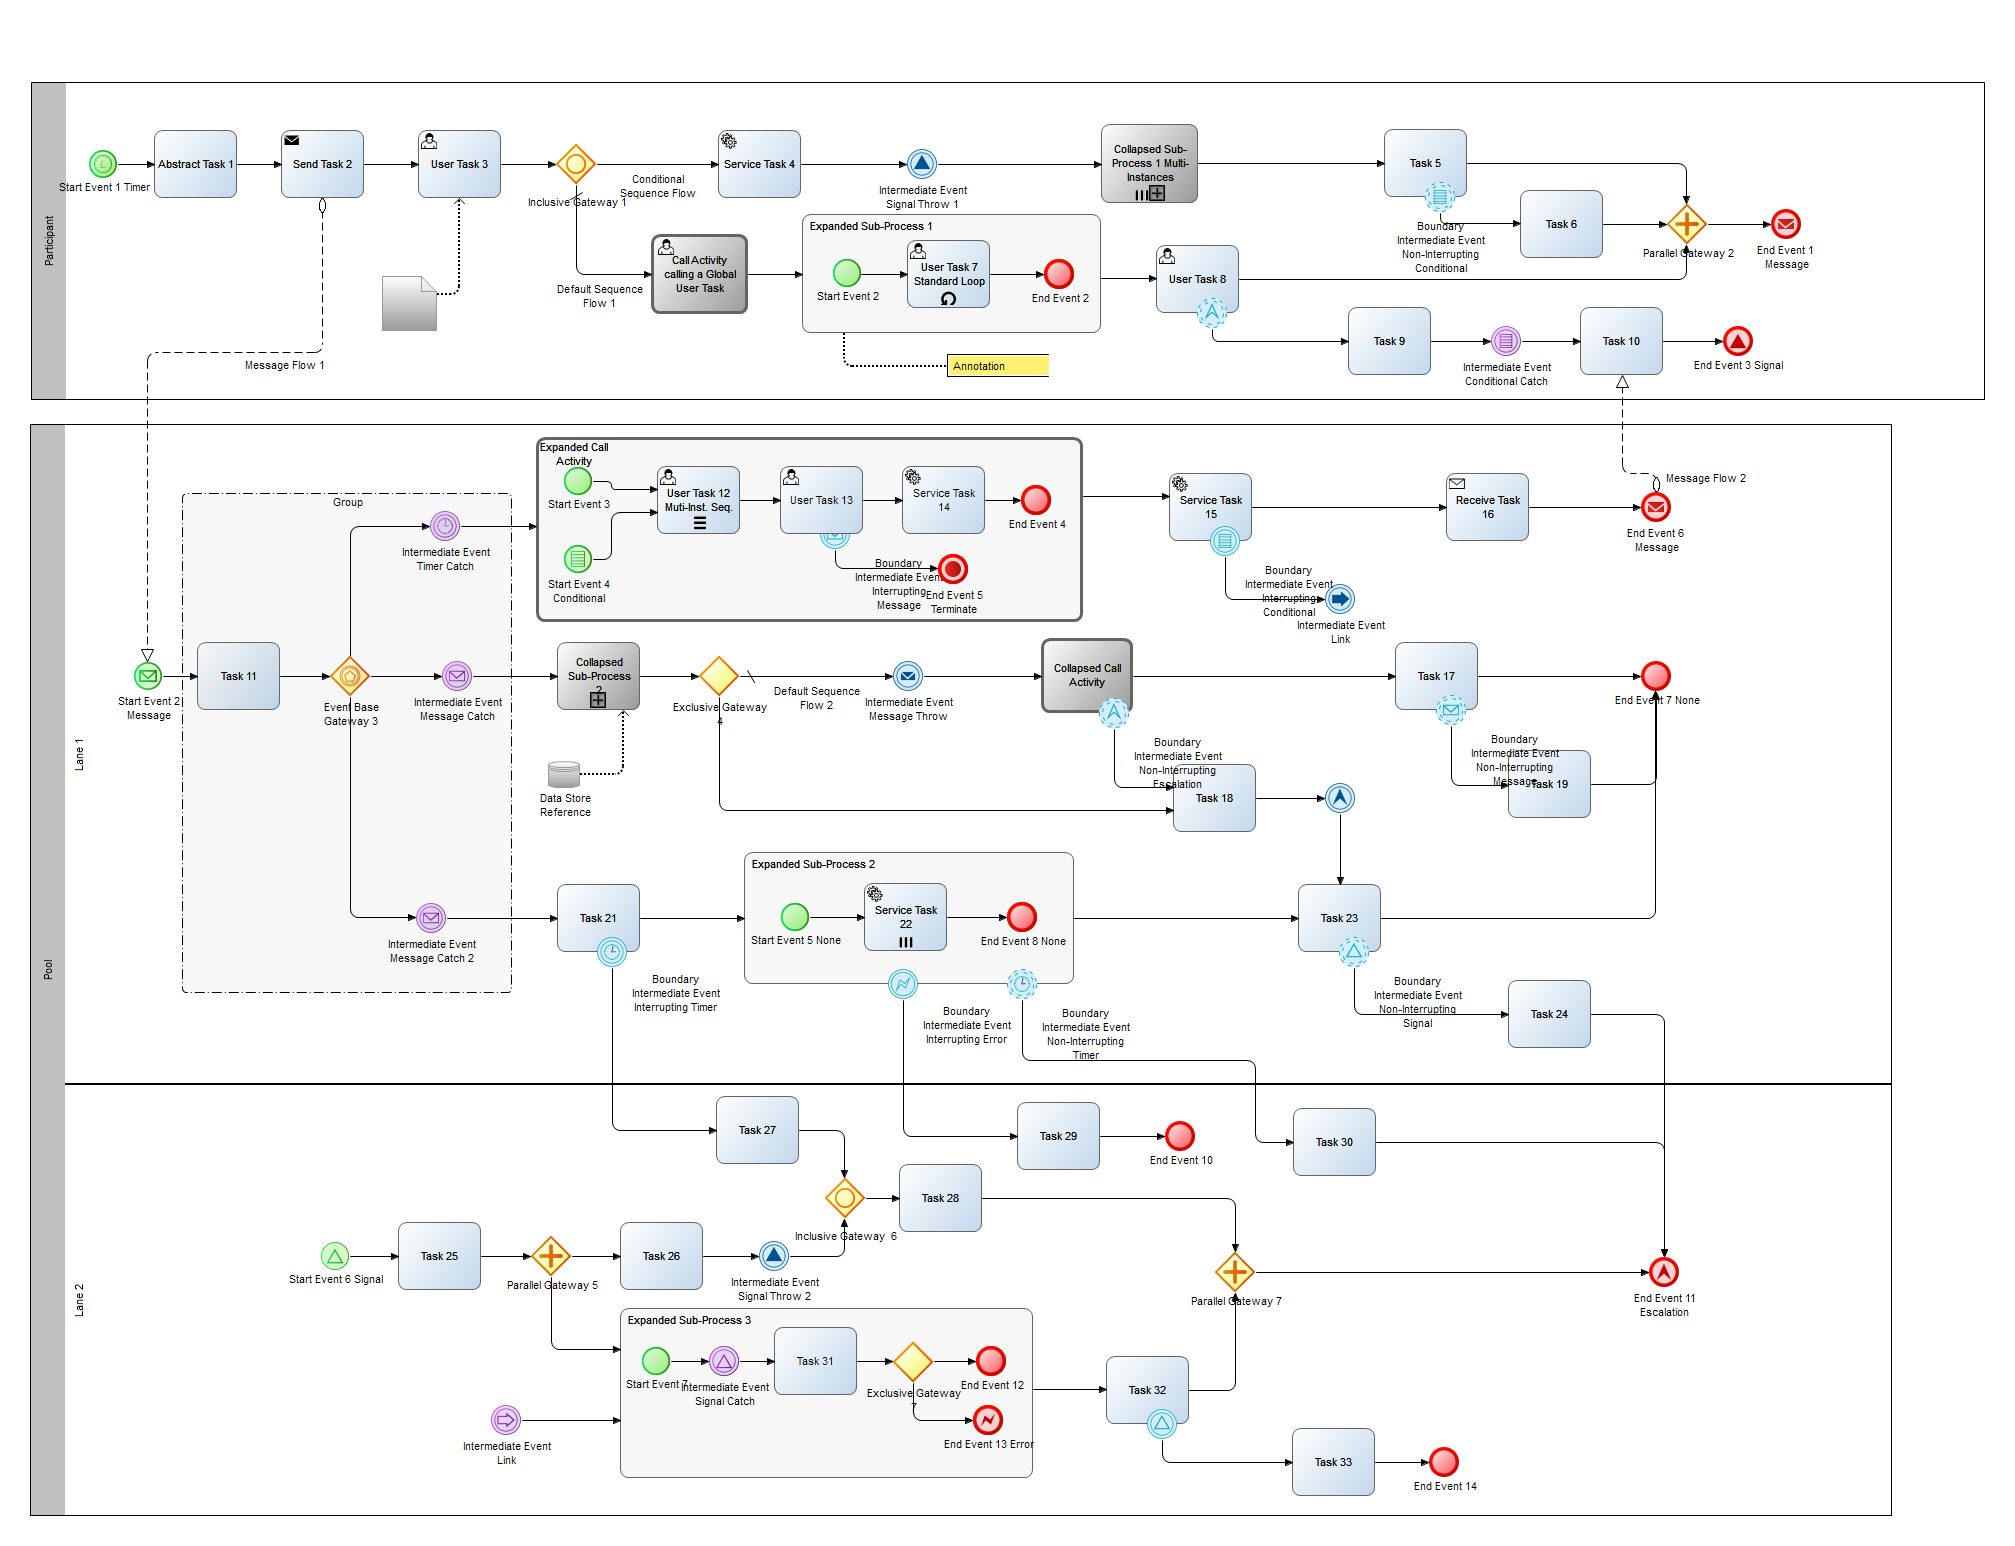 Participant
Start Event 1 Timer
Abstract Task 1
Send Task 2
User Task 3
Inclusive Gateway 1
Conditional
Sequence Flow
Service Task 4
Intermediate Event
Signal Throw 1
Collapsed Sub-
Process 1 Multi-
Instances
Task 5
Boundary
Intermediate Event
Non-Interrupting
Conditional
Task 6
Parallel Gateway 2
End Event 1
Message
Default Sequence
Flow 1
Call Activity
calling a Global
User Task
Expanded Sub-Process 1
Start Event 2
User Task 7
Standard Loop
End Event 2
User Task 8
Task 9
Intermediate Event
Conditional Catch
Task 10
End Event 3 Signal
Annotation
Message Flow 1
Pool
Lane 1
Group
Start Event 2
Message
Task 11
Event Base
Gateway 3
Intermediate Event
Timer Catch
Intermediate Event
Message Catch
Intermediate Event
Message Catch 2
Expanded Call
Activity
Start Event 3
Start Event 4
Conditional
User Task 12
Muti-Inst. Seq.
User Task 13
Service Task
14
End Event 4
Boundary
Intermediate Event
Interrupting
Message
End Event 5
Terminate
Service Task
15
Boundary
Intermediate Event
Interrupting
Conditional
Intermediate Event
Link
Receive Task
16
Message Flow 2
End Event 6
Message
Collapsed
Sub-Process
2
Data Store
Reference
Exclusive Gateway
4
Default Sequence
Flow 2
Intermediate Event
Message Throw
Collapsed Call
Activity
Boundary
Intermediate Event
Non-Interrupting
Escalation
Task 17
End Event 7 None
Boundary
Intermediate Event
Non-Interrupting
Message
Task 18
Task 19
Task 21
Boundary
Intermediate Event
Interrupting Timer
Expanded Sub-Process 2
Start Event 5 None
Service Task
22
End Event 8 None
Boundary
Intermediate Event
Interrupting Error
Boundary
Intermediate Event
Non-Interrupting
Timer
Task 23
Boundary
Intermediate Event
Non-Interrupting
Signal
Task 24
Lane 2
Task 27
Task 29
End Event 10
Task 30
Inclusive Gateway 6
Task 28
Start Event 6 Signal
Task 25
Parallel Gateway 5
Task 26
Intermediate Event
Signal Throw 2
Parallel Gateway 7
End Event 11
Escalation
Expanded Sub-Process 3
Start Event 7
Intermediate Event
Signal Catch
Task 31
Exclusive Gateway
7
End Event 12
End Event 13 Error
Intermediate Event
Link
Task 32
Task 33
End Event 14